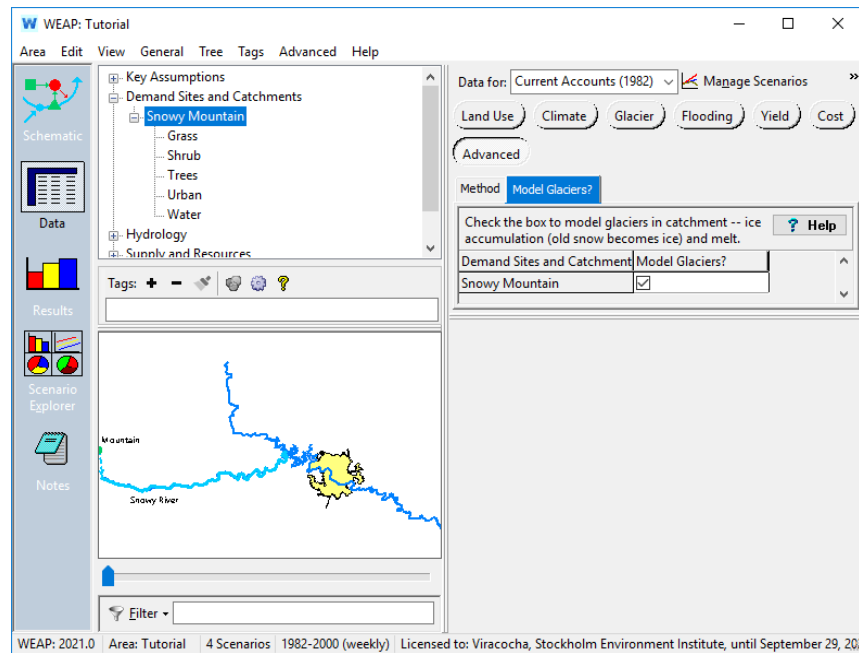 WEAP: Tutorial
Area Edit View General Tree Tags Advanced Help
Schematic
Data
Results
Scenario
Explorer
Notes
Key Assumptions
Demand Sites and Catchments
Snowy Mountain
Grass
Shrub
Trees
Urban
Water
Hydrology
Supply and Resources
Tags:
Mountain
Snowy River
Filter
Data for: Current Accounts (1982) Manage Scenarios »
Land Use Climate Glacier Flooding Yield Cost
Advanced
Method Model Glaciers?
Check the box to model glaciers in catchment -- ice
accumulation (old snow becomes ice) and melt.
? Help
Demand Sites and Catchment Model Glaciers?
Snowy Mountain
WEAP: 2021.0 Area: Tutorial 4 Scenarios 1982-2000 (weekly) Licensed to: Viracocha, Stockholm Environment Institute, until September 29,